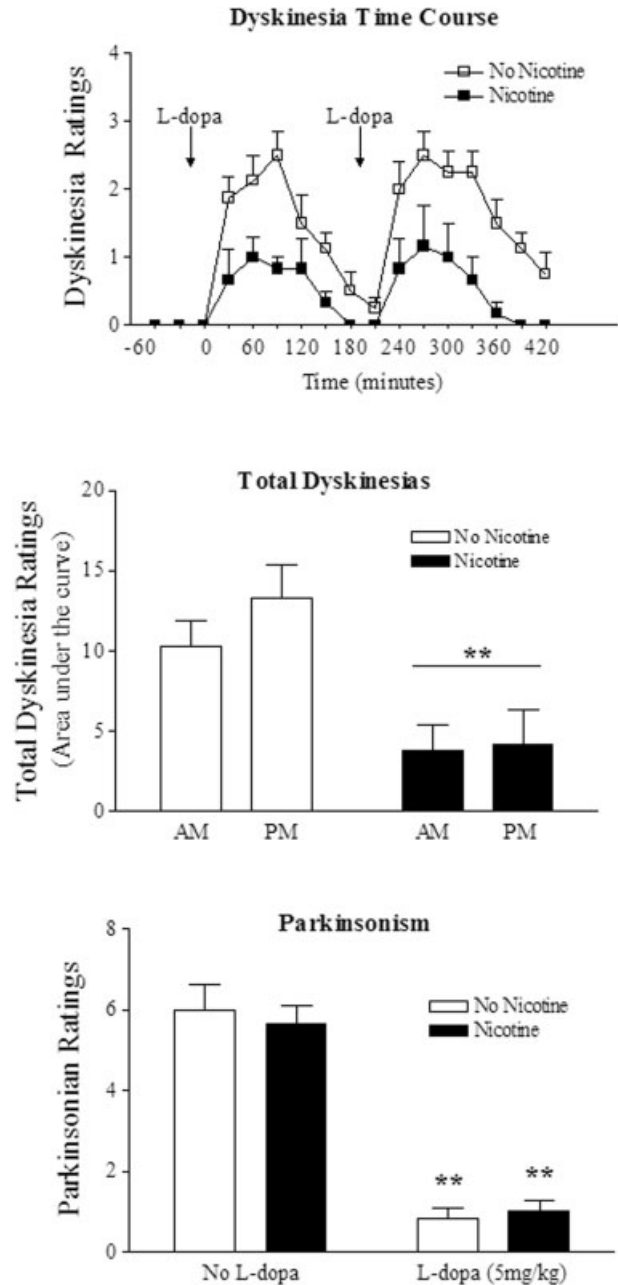 Dyskinesia Time Course
Dyskinesia Ratings
4
3
2
1
0
No Nicotine
Nicotine
L-dopa
L-dopa
-60 0 60 120 180 240 300 360 420
Time (minutes)
Total Dyskinesias
Total Dyskinesia Ratings
(Area under the curve)
20
15
10
5
0
No Nicotine
Nicotine
**
AM PM AM PM
Parkinsonism
Parkinsonian Ratings
8
6
4
2
0
No Nicotine
Nicotine
** **
No L-dopa L-dopa (5mg/kg)